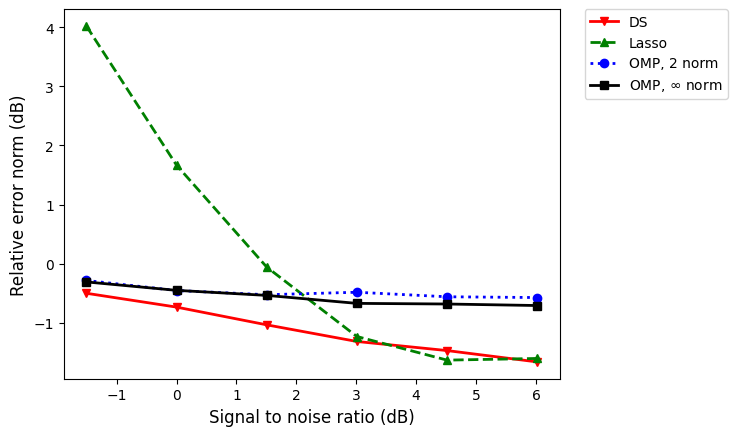 4
3
2
1
0
−1
Relative error norm (dB)
−1
0
1
2
3
4
5
6
Signal to noise ratio (dB)
DS
Lasso
OMP, 2 norm
OMP, ∞ norm